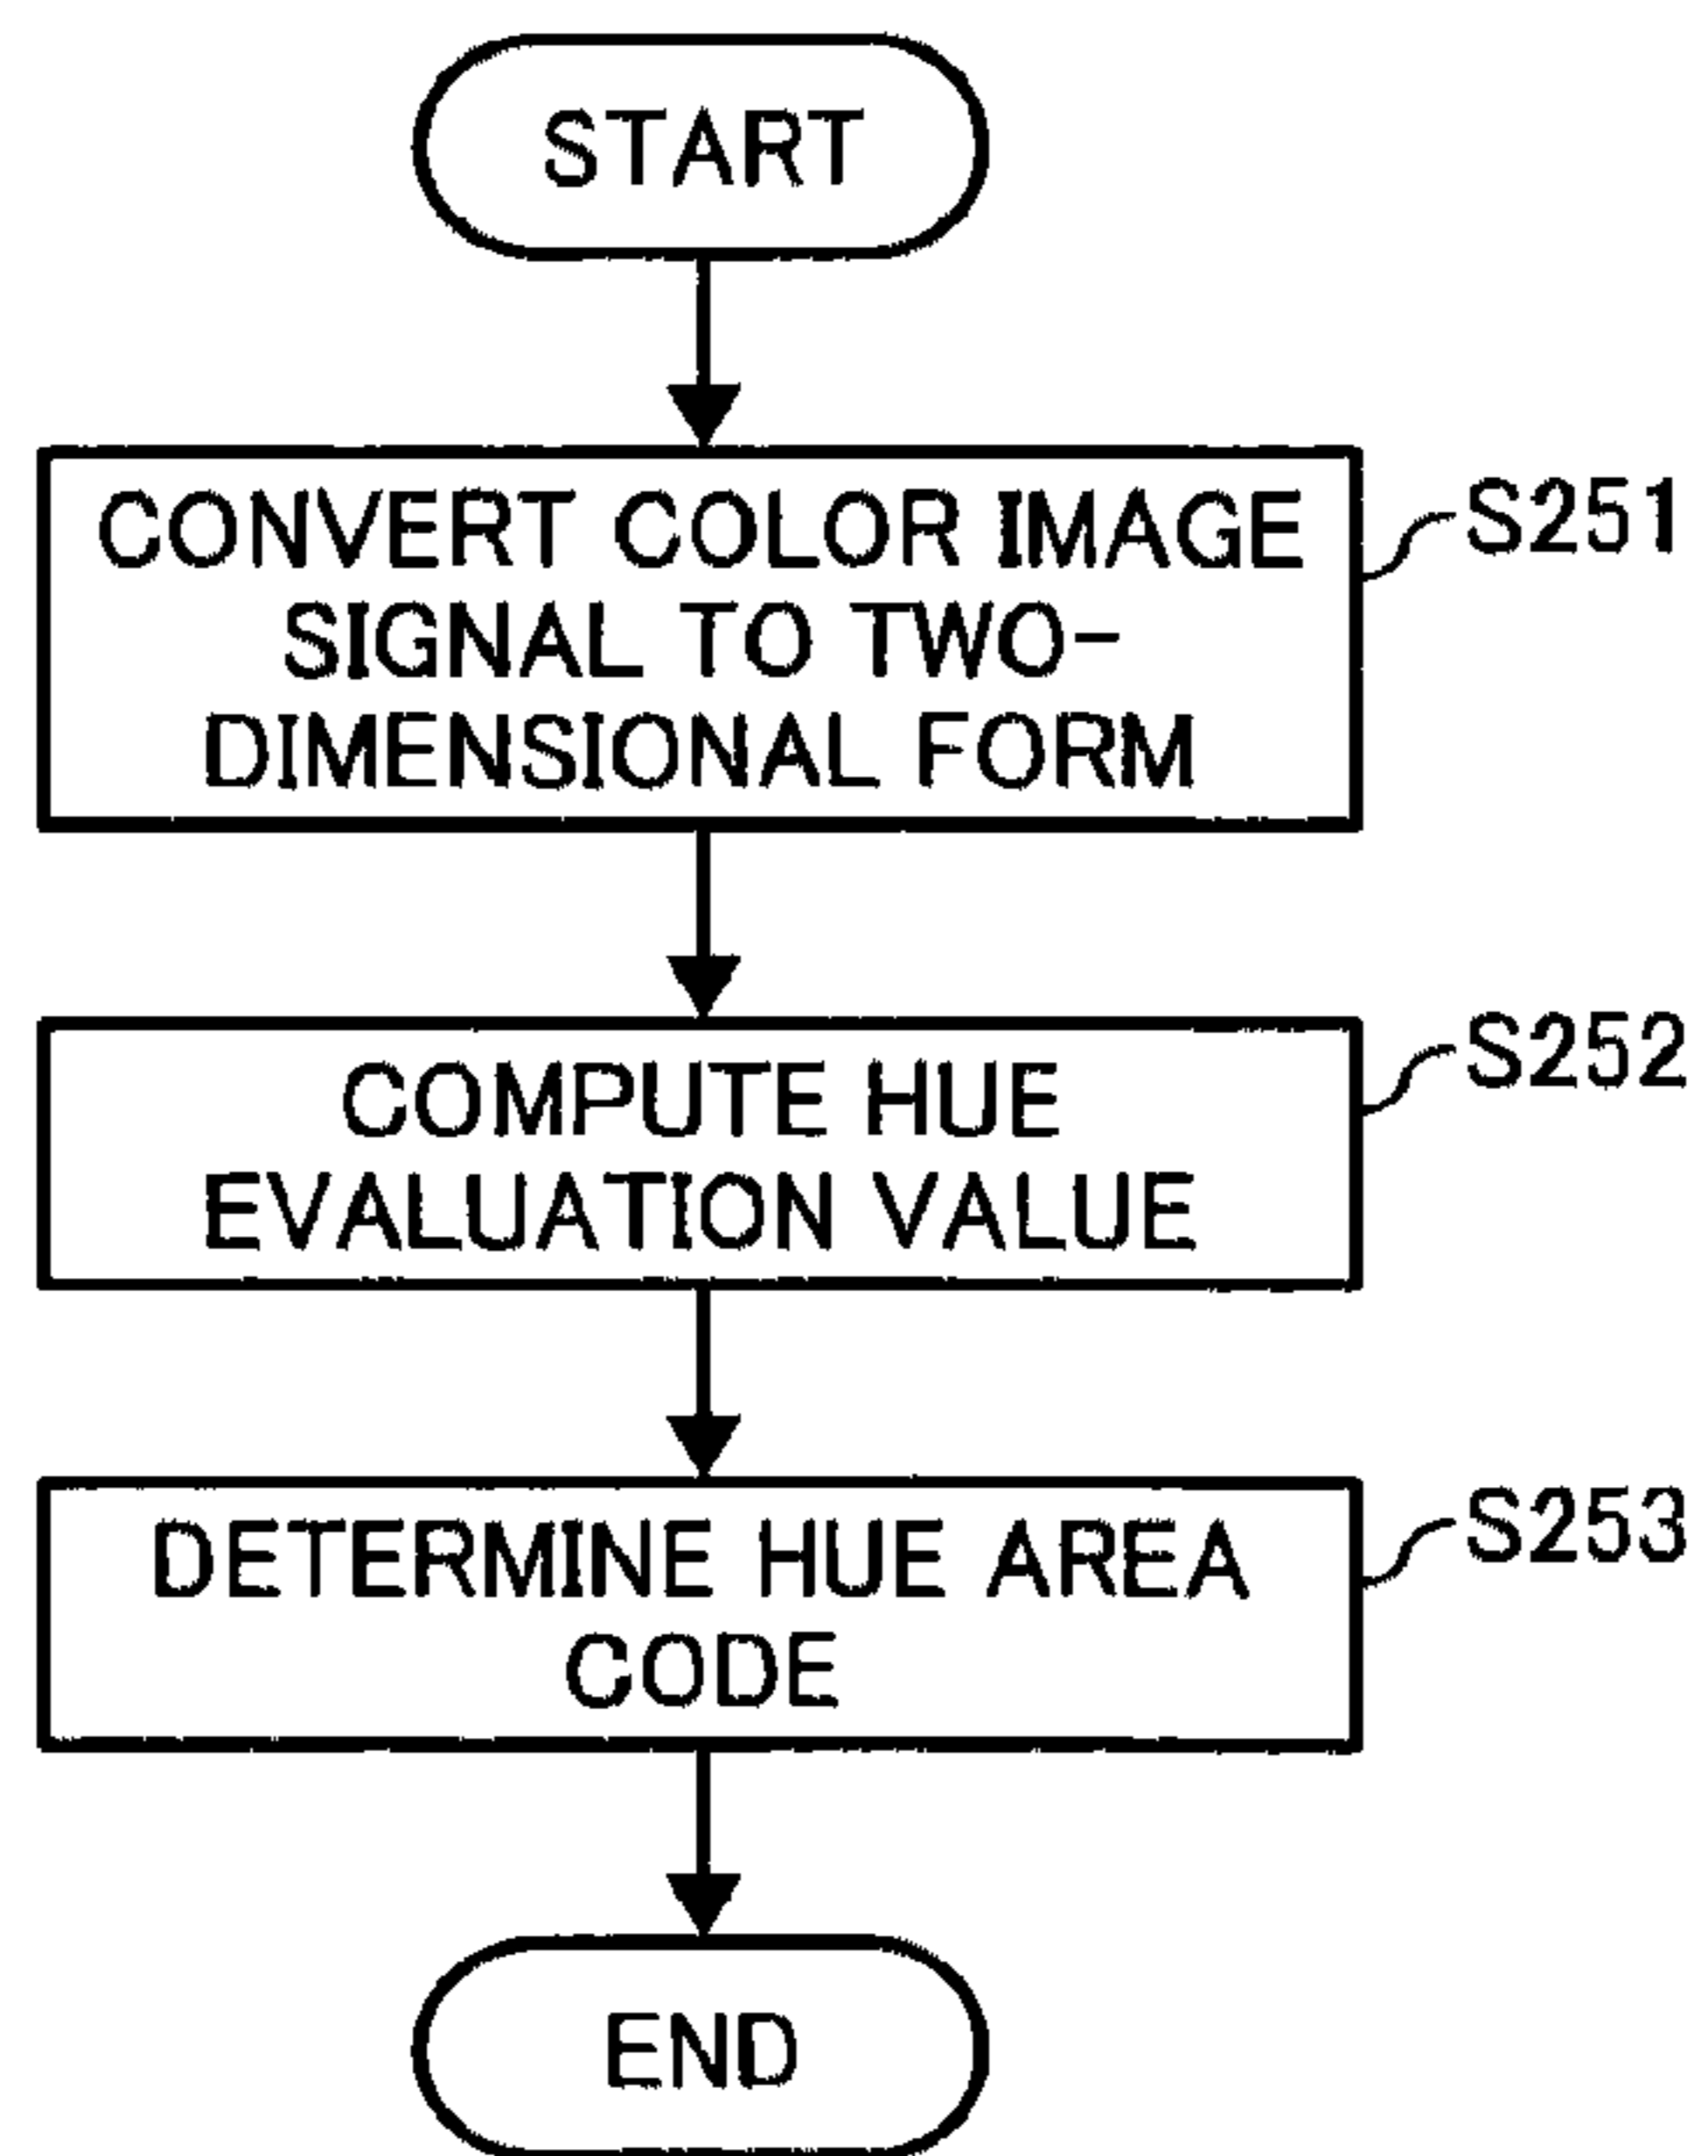 START
CONVERT COLOR IMAGE
SIGNAL TO TWO-
DIMENSIONAL FORM
S251
COMPUTE HUE
EVALUATION VALUE
S252
DETERMINE HUE AREA
CODE
S253
END